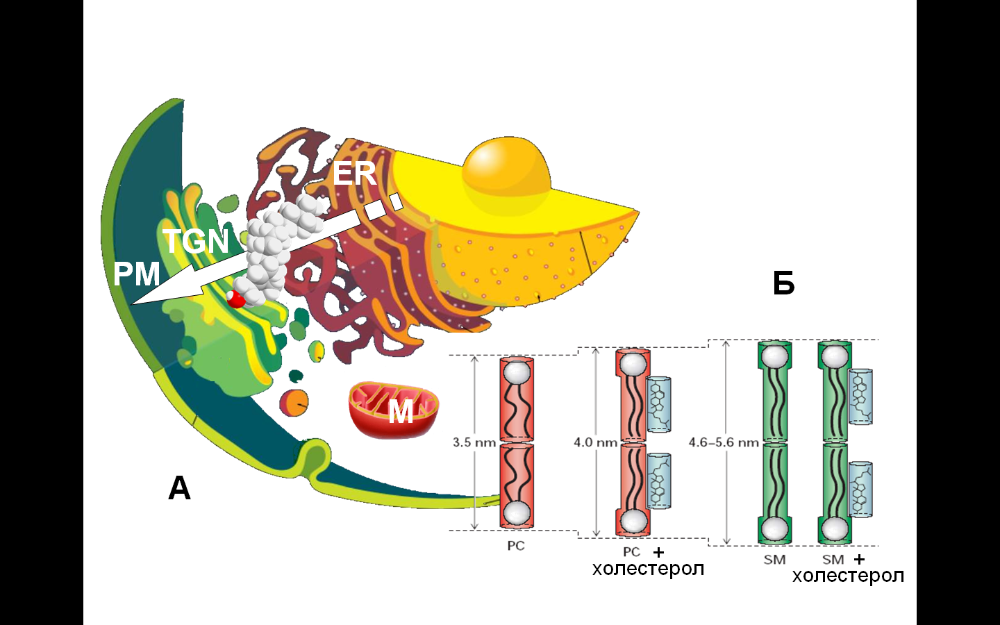 ER
TGN
PM
M
А
Б
3.5 nm
4.0 nm
4.6–5.6 nm
PC
PC +
холестерол
SM
SM +
холестерол